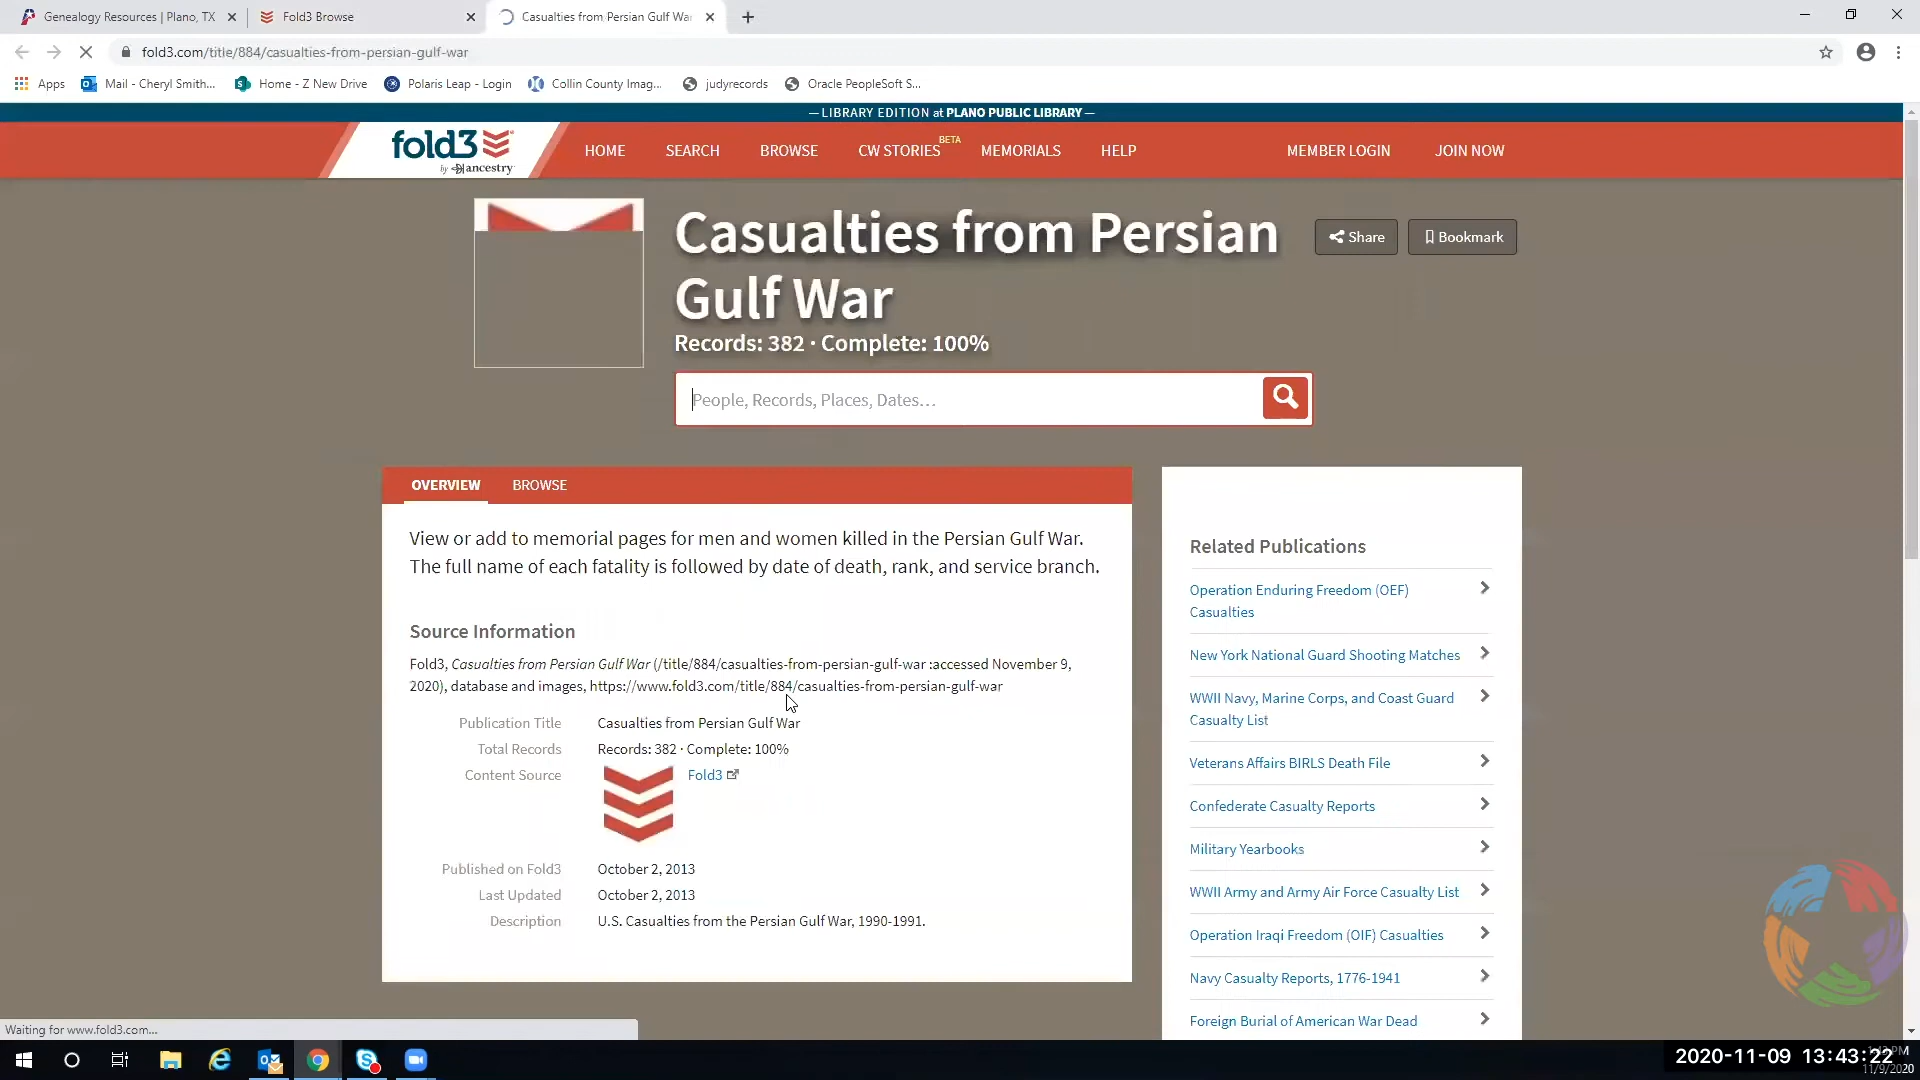 Genealogy Resources | Plano, TX
Fold3 Browse
Casualties from Persian Gulf Wa
fold3.com/title/884/casualties-from-persian-gulf-war
Apps
Mail - Cheryl Smith...
Home - Z New Drive
Polaris Leap - Login
Collin County Imag...
judyrecords
Oracle PeopleSoft S...
— LIBRARY EDITION at PLANO PUBLIC LIBRARY —
fold3
by ancestry
HOME
SEARCH
BROWSE
CW STORIES BETA
MEMORIALS
HELP
MEMBER LOGIN
JOIN NOW
Casualties from Persian
Gulf War
Share
Bookmark
Records: 382 · Complete: 100%
People, Records, Places, Dates...
OVERVIEW
BROWSE
View or add to memorial pages for men and women killed in the Persian Gulf War.
The full name of each fatality is followed by date of death, rank, and service branch.
Source Information
Fold3, Casualties from Persian Gulf War (/title/884/casualties-from-persian-gulf-war :accessed November 9,
2020), database and images, https://www.fold3.com/title/884/casualties-from-persian-gulf-war
Publication Title Casualties from Persian Gulf War
Total Records Records: 382 · Complete: 100%
Content Source Fold3
Published on Fold3 October 2, 2013
Last Updated October 2, 2013
Description U.S. Casualties from the Persian Gulf War, 1990-1991.
Related Publications
Operation Enduring Freedom (OEF)
Casualties
New York National Guard Shooting Matches
WWII Navy, Marine Corps, and Coast Guard
Casualty List
Veterans Affairs BIRLS Death File
Confederate Casualty Reports
Military Yearbooks
WWII Army and Army Air Force Casualty List
Operation Iraqi Freedom (OIF) Casualties
Navy Casualty Reports, 1776-1941
Foreign Burial of American War Dead
Waiting for www.fold3.com...
2020-11-09 13:43:22
11/9/2020